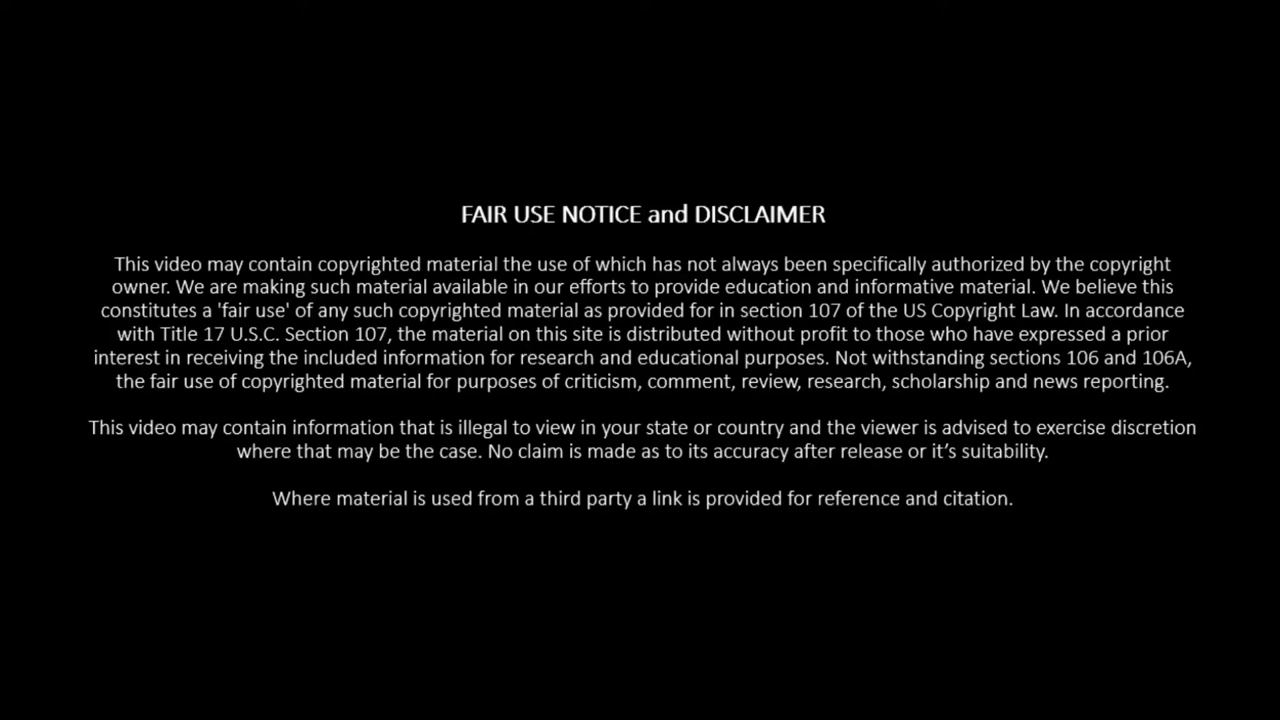 FAIR USE NOTICE and DISCLAIMER
This video may contain copyrighted material the use of which has not always been specifically authorized by the copyright
owner. We are making such material available in our efforts to provide education and informative material. We believe this
constitutes a 'fair use' of any such copyrighted material as provided for in section 107 of the US Copyright Law. In accordance
with Title 17 U.S.C. Section 107, the material on this site is distributed without profit to those who have expressed a prior
interest in receiving the included information for research and educational purposes. Not withstanding sections 106 and 106A,
the fair use of copyrighted material for purposes of criticism, comment, review, research, scholarship and news reporting.
This video may contain information that is illegal to view in your state or country and the viewer is advised to exercise discretion
where that may be the case. No claim is made as to its accuracy after release or it’s suitability.
Where material is used from a third party a link is provided for reference and citation.